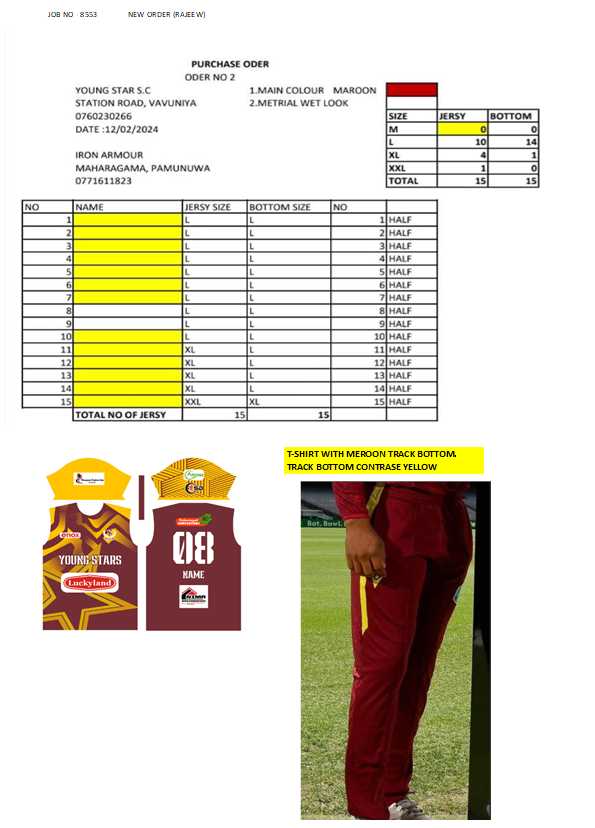 JOB NO - 8553 NEW ORDER (RAJEEW)
PURCHASE ODER
ODER NO 2
YOUNG STAR S.C 1.MAIN COLOUR MAROON
STATION ROAD, VAVUNIYA 2.METRIAL WET LOOK
0760230266
DATE :12/02/2024
IRON ARMOUR
MAHARAGAMA, PAMUNUWA
0771611823
SIZE JERSY BOTTOM
M 0 0
L 10 14
XL 4 1
XXL 1 0
TOTAL 15 15
NO NAME JERSY SIZE BOTTOM SIZE NO
1 L L 1 HALF
2 L L 2 HALF
3 L L 3 HALF
4 L L 4 HALF
5 L L 5 HALF
6 L L 6 HALF
7 L L 7 HALF
8 L L 8 HALF
9 L L 9 HALF
10 L L 10 HALF
11 XL L 11 HALF
12 XL L 12 HALF
13 XL L 13 HALF
14 XL L 14 HALF
15 XXL XL 15 HALF
TOTAL NO OF JERSY 15 15
T-SHIRT WITH MEROON TRACK BOTTOM.
TRACK BOTTOM CONTRASE YELLOW
enox
YOUNG STARS
Luckyland
08
NAME
NIMA
Bat. Bowl.